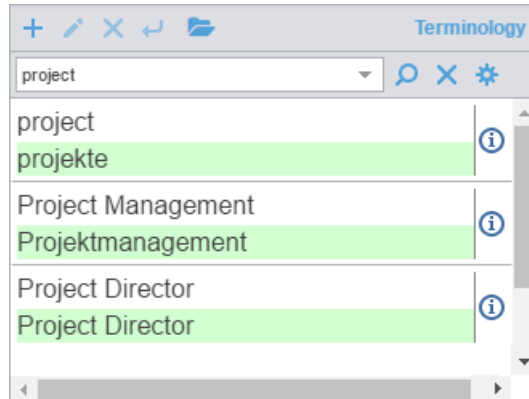 Terminology
project
project
projekte
Project Management
Projektmanagement
Project Director
Project Director